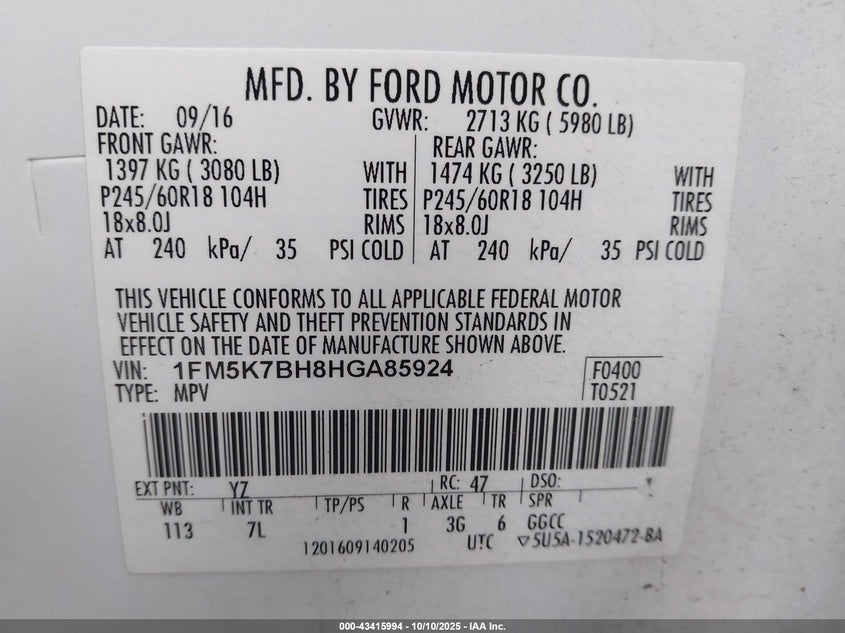 MFD. BY FORD MOTOR CO.
DATE: 09/16 GVWR: 2713 KG ( 5980 LB)
FRONT GAWR: REAR GAWR:
1397 KG ( 3080 LB) WITH 1474 KG ( 3250 LB) WITH
P245/60R18 104H TIRES P245/60R18 104H TIRES
18x8.0J RIMS 18x8.0J RIMS
AT 240 kPa/ 35 PSI COLD AT 240 kPa/ 35 PSI COLD
THIS VEHICLE CONFORMS TO ALL APPLICABLE FEDERAL MOTOR
VEHICLE SAFETY AND THEFT PREVENTION STANDARDS IN
EFFECT ON THE DATE OF MANUFACTURE SHOWN ABOVE.
VIN: 1FM5K7BH8HGA85924 F0400
TYPE: MPV T0521
EXT PNT: YZ RC: 47 DSO:
WB INT TR TP/PS R AXLE TR SPR
113 7L 1 3G 6 GGCC
1201609140205 UTC ▽5U5A-1520472-BA
000-43415994 | 10/10/2025 - IAA Inc.